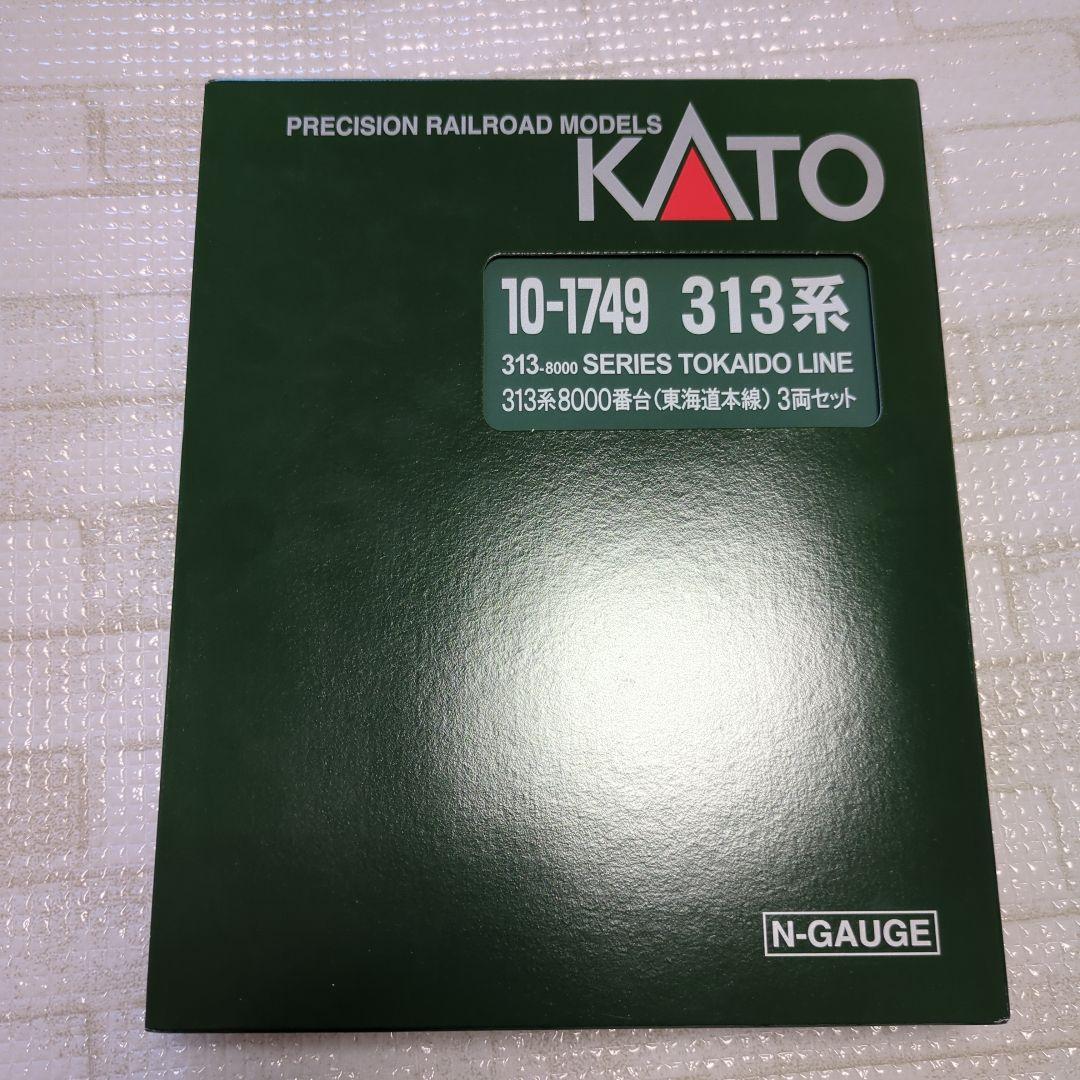 PRECISION RAILROAD MODELS
KATO
10-1749 313系
313-8000 SERIES TOKAIDO LINE
313系8000番台(東海道本線) 3両セット
N-GAUGE